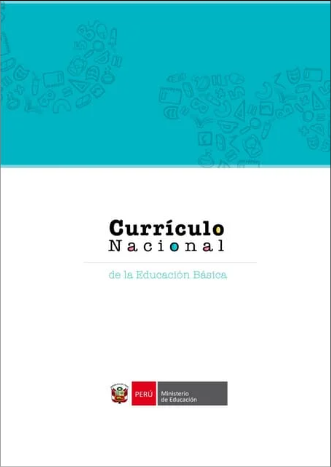 Currículo
Nacional
de la Educación Básica
PERÚ
Ministerio
de Educación